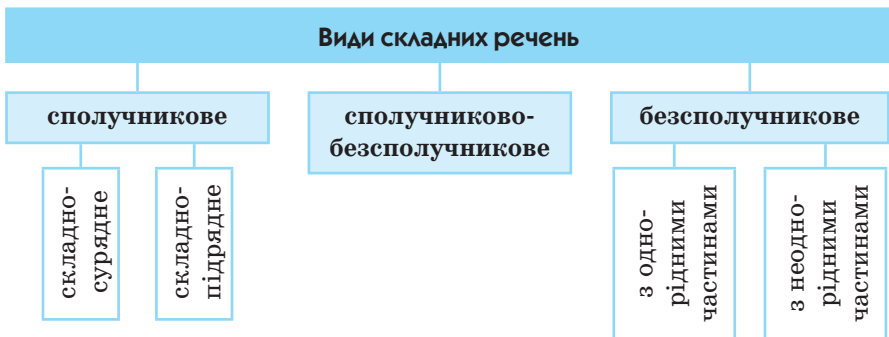 Види складних речень
сполучникове
сполучниково-
безсполучникове
безсполучникове
складно-
сурядне
складно-
підрядне
з одно-
рідними
частинами
з неодно-
рідними
частинами